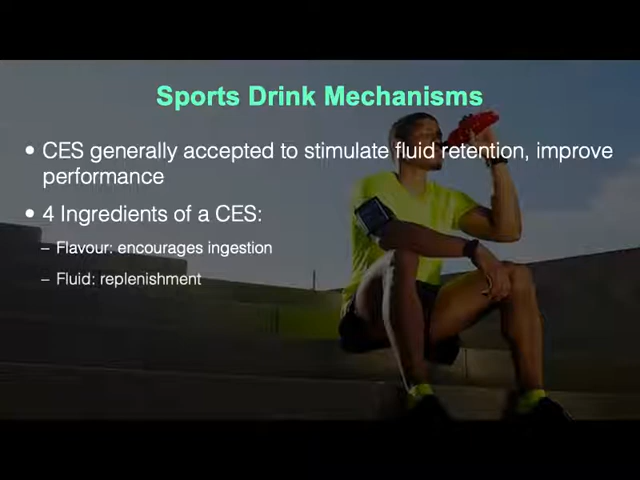 Sports Drink Mechanisms
• CES generally accepted to stimulate fluid retention, improve
performance
• 4 Ingredients of a CES:
– Flavour: encourages ingestion
– Fluid: replenishment